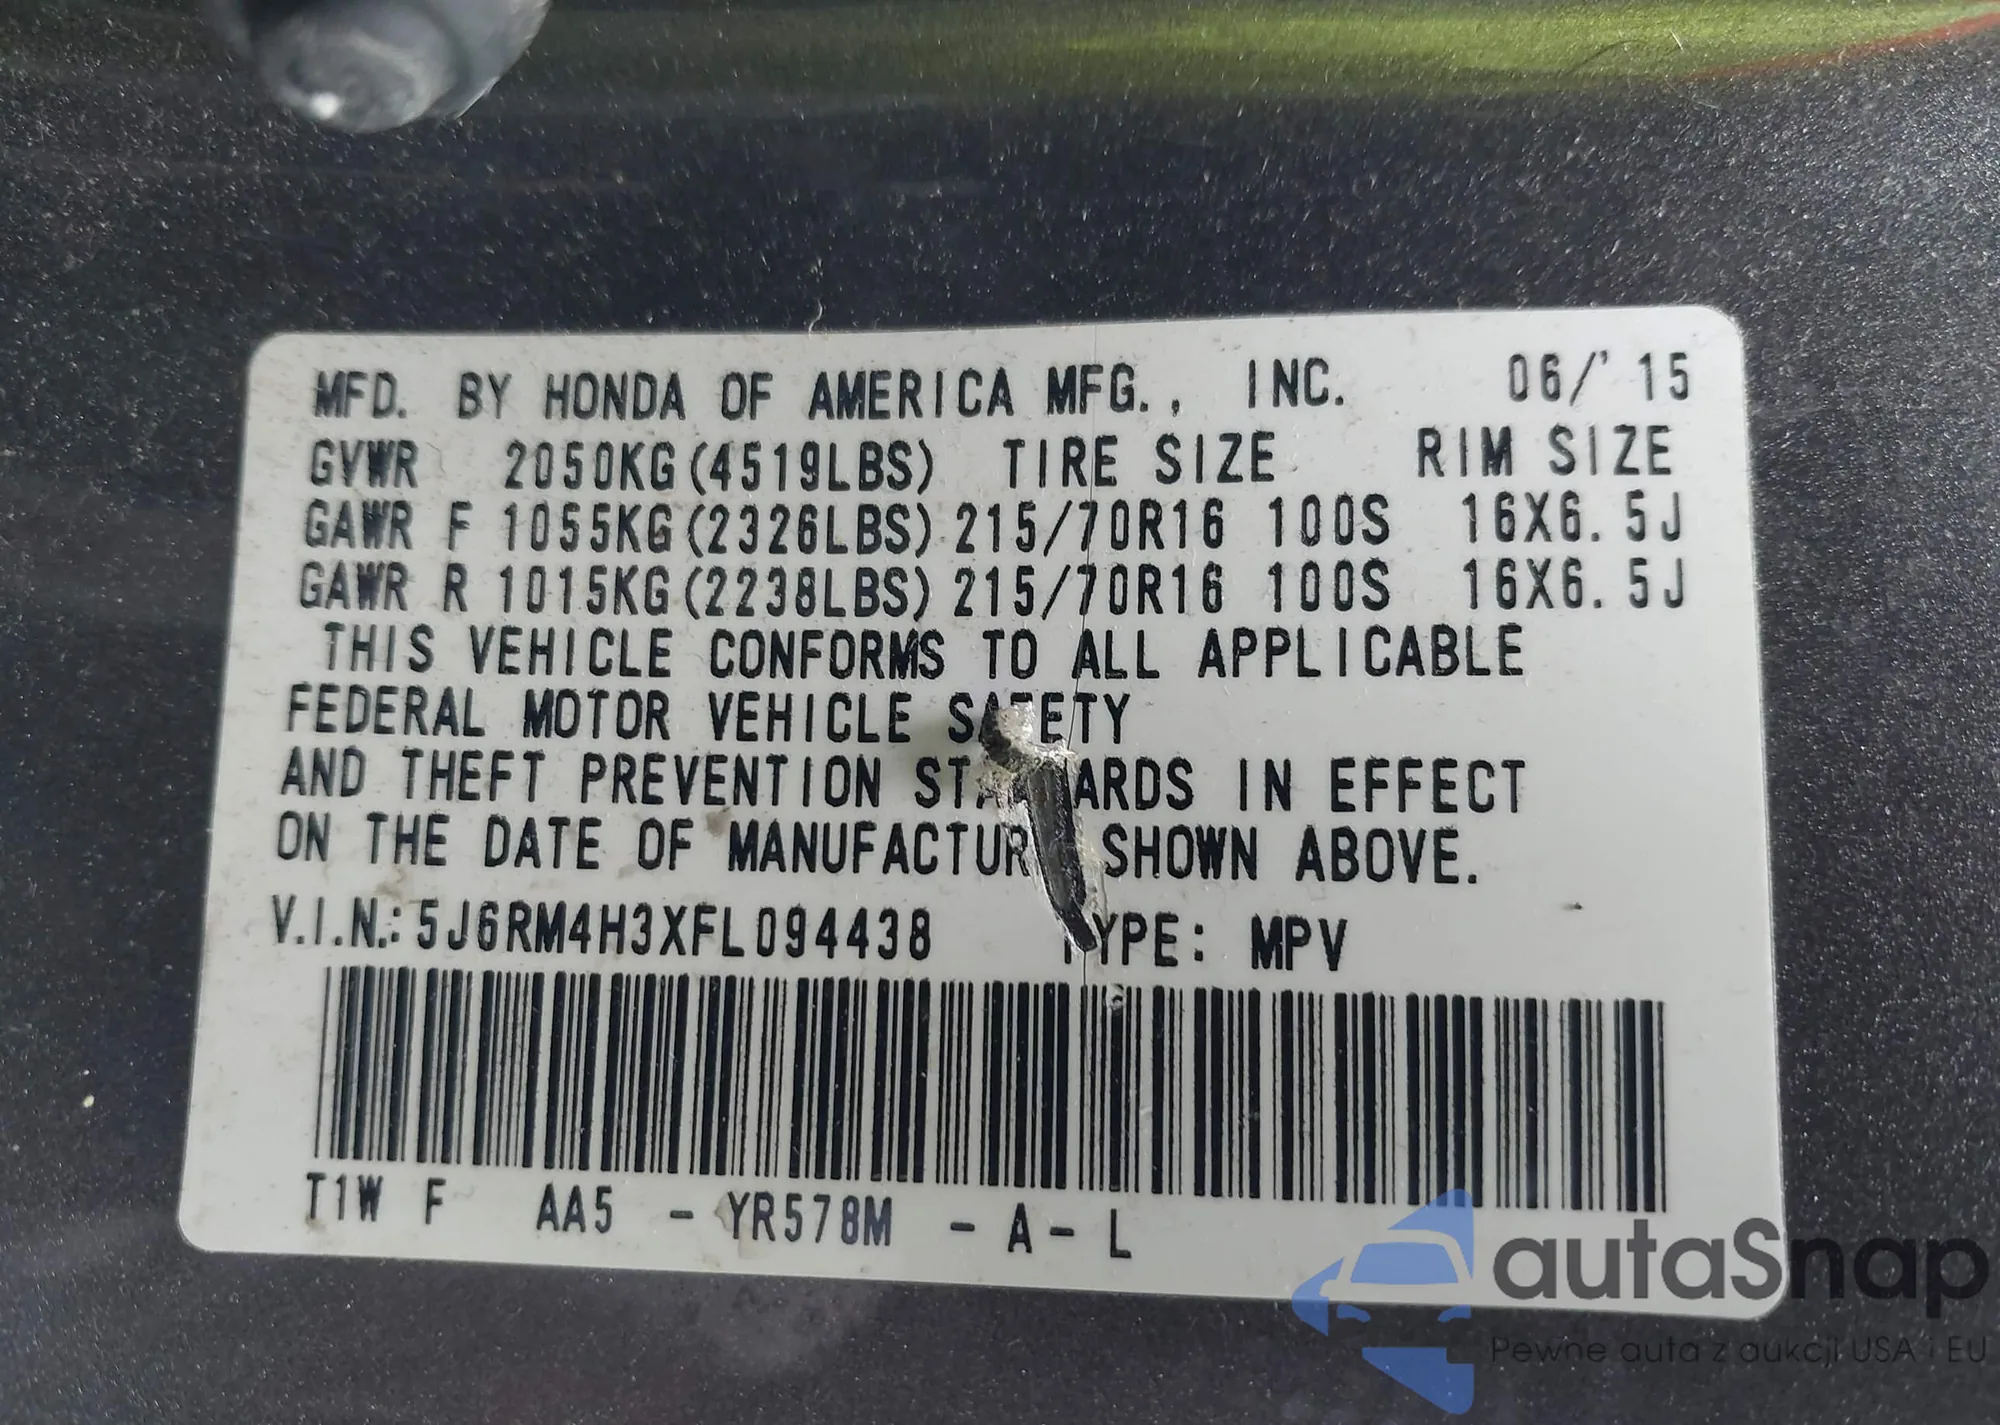 MFD. BY HONDA OF AMERICA MFG., INC. 06/'15
GVWR 2050KG(4519LBS) TIRE SIZE RIM SIZE
GAWR F 1055KG(2326LBS) 215/70R16 100S 16X6.5J
GAWR R 1015KG(2238LBS) 215/70R16 100S 16X6.5J
THIS VEHICLE CONFORMS TO ALL APPLICABLE
FEDERAL MOTOR VEHICLE SAFETY
AND THEFT PREVENTION STANDARDS IN EFFECT
ON THE DATE OF MANUFACTURE SHOWN ABOVE.
V.I.N.: 5J6RM4H3XFL094438 TYPE: MPV
T1W F AA5 - YR578M - A - L
autaSnap
Pewne auta z aukcji USA i EU